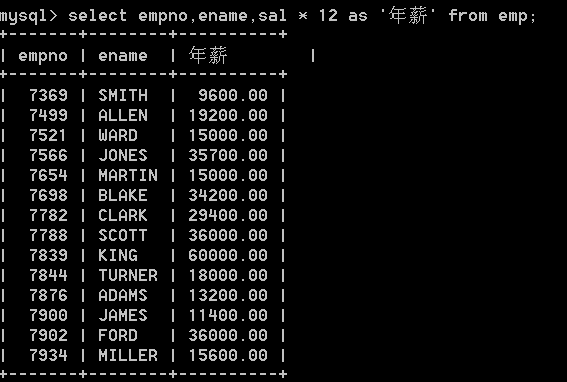 mysql> select empno,ename,sal * 12 as '年薪' from emp;
+-------+--------+----------+
| empno | ename  | 年薪         |
+-------+--------+----------+
|  7369 | SMITH  |  9600.00 |
|  7499 | ALLEN  | 19200.00 |
|  7521 | WARD   | 15000.00 |
|  7566 | JONES  | 35700.00 |
|  7654 | MARTIN | 15000.00 |
|  7698 | BLAKE  | 34200.00 |
|  7782 | CLARK  | 29400.00 |
|  7788 | SCOTT  | 36000.00 |
|  7839 | KING   | 60000.00 |
|  7844 | TURNER | 18000.00 |
|  7876 | ADAMS  | 13200.00 |
|  7900 | JAMES  | 11400.00 |
|  7902 | FORD   | 36000.00 |
|  7934 | MILLER | 15600.00 |
+-------+--------+----------+